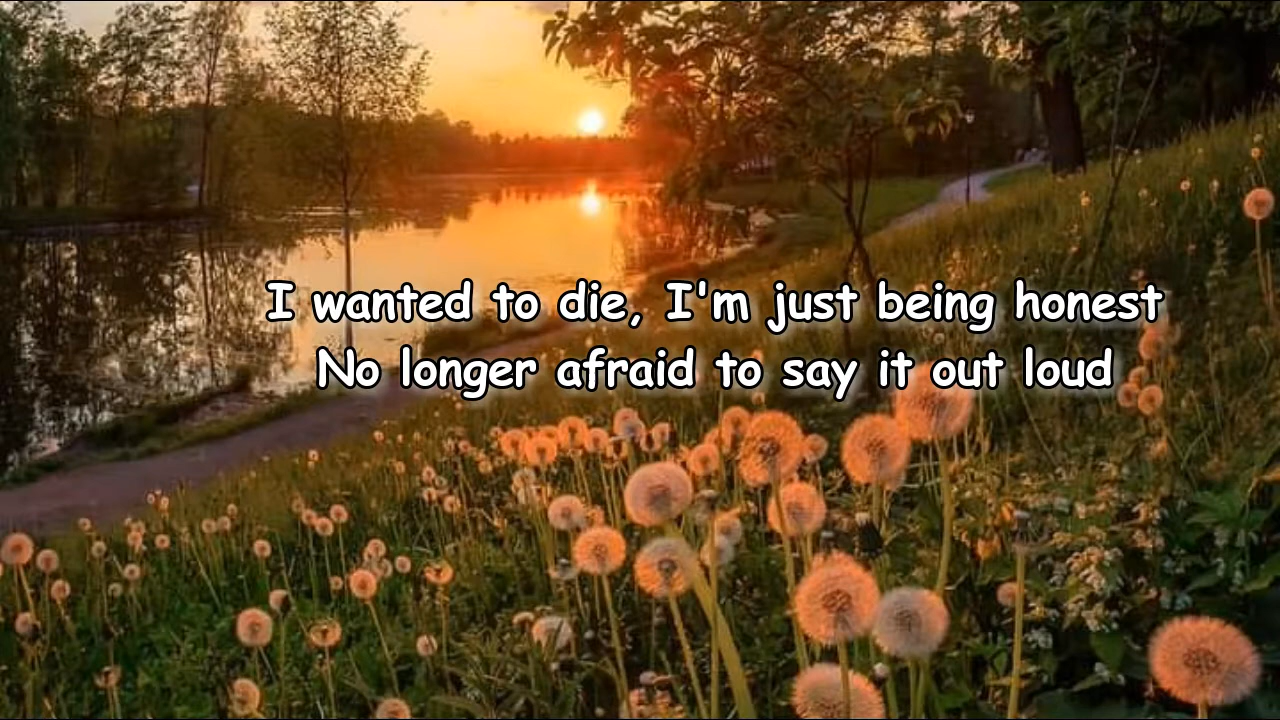 I wanted to die, I'm just being honest
No longer afraid to say it out loud